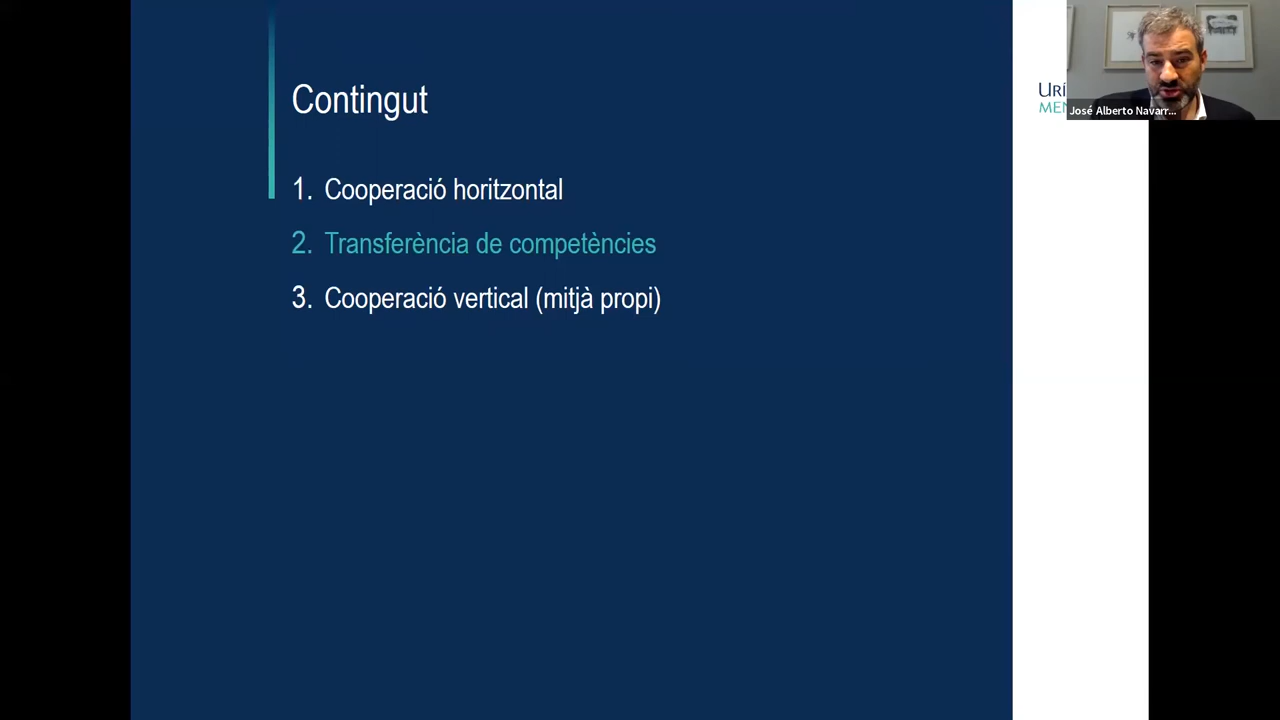 Contingut
1. Cooperació horitzontal
2. Transferència de competències
3. Cooperació vertical (mitjà propi)
José Alberto Navarr...